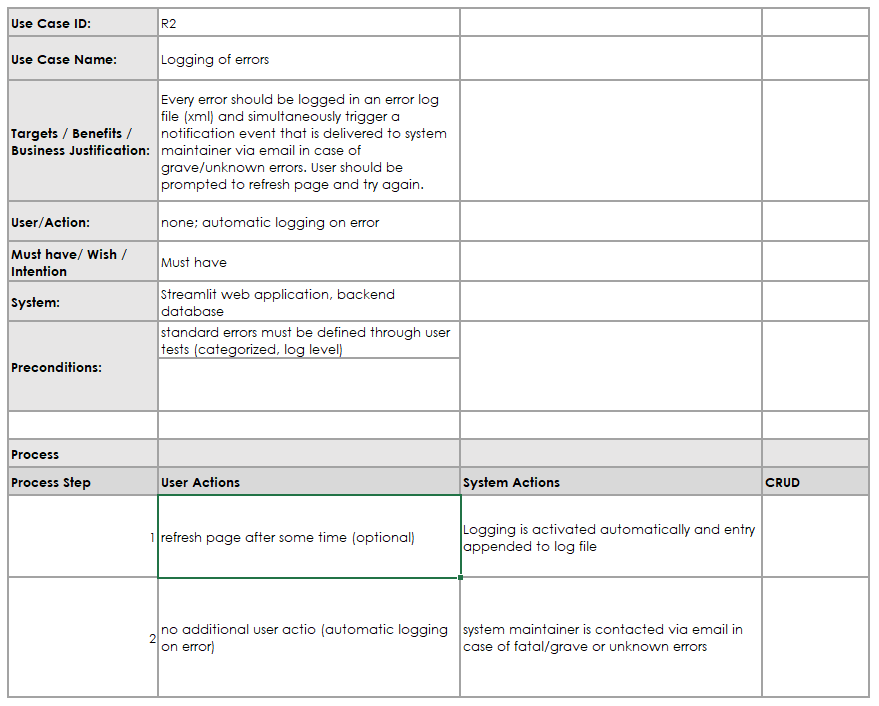 Use Case ID:
R2
Use Case Name:
Logging of errors
Targets / Benefits /
Business Justification:
Every error should be logged in an error log
file (xml) and simultaneously trigger a
notification event that is delivered to system
maintainer via email in case of
grave/unknown errors. User should be
prompted to refresh page and try again.
User/Action:
none; automatic logging on error
Must have/ Wish /
Intention
Must have
System:
Streamlit web application, backend
database
Preconditions:
standard errors must be defined through user
tests (categorized, log level)
Process
Process Step
User Actions
System Actions
CRUD
1
refresh page after some time (optional)
Logging is activated automatically and entry
appended to log file
2
no additional user actio (automatic logging
on error)
system maintainer is contacted via email in
case of fatal/grave or unknown errors